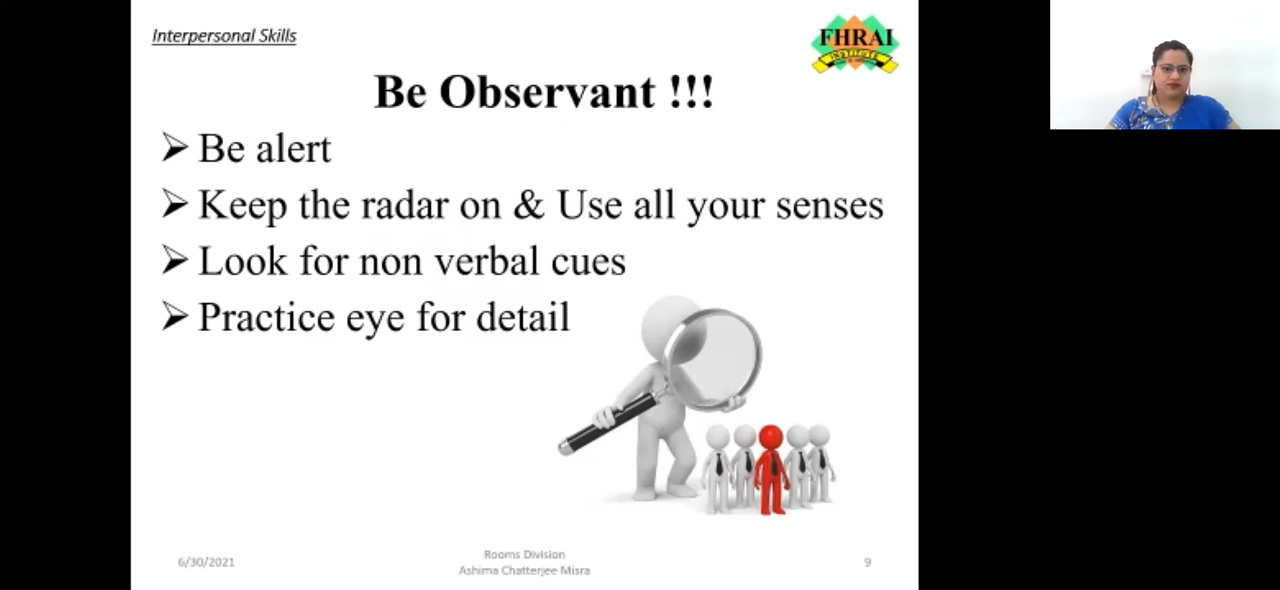 Interpersonal Skills
FHRAI
Be Observant !!!
➢ Be alert
➢ Keep the radar on & Use all your senses
➢ Look for non verbal cues
➢ Practice eye for detail
6/30/2021
Rooms Division
Ashima Chatterjee Misra
9